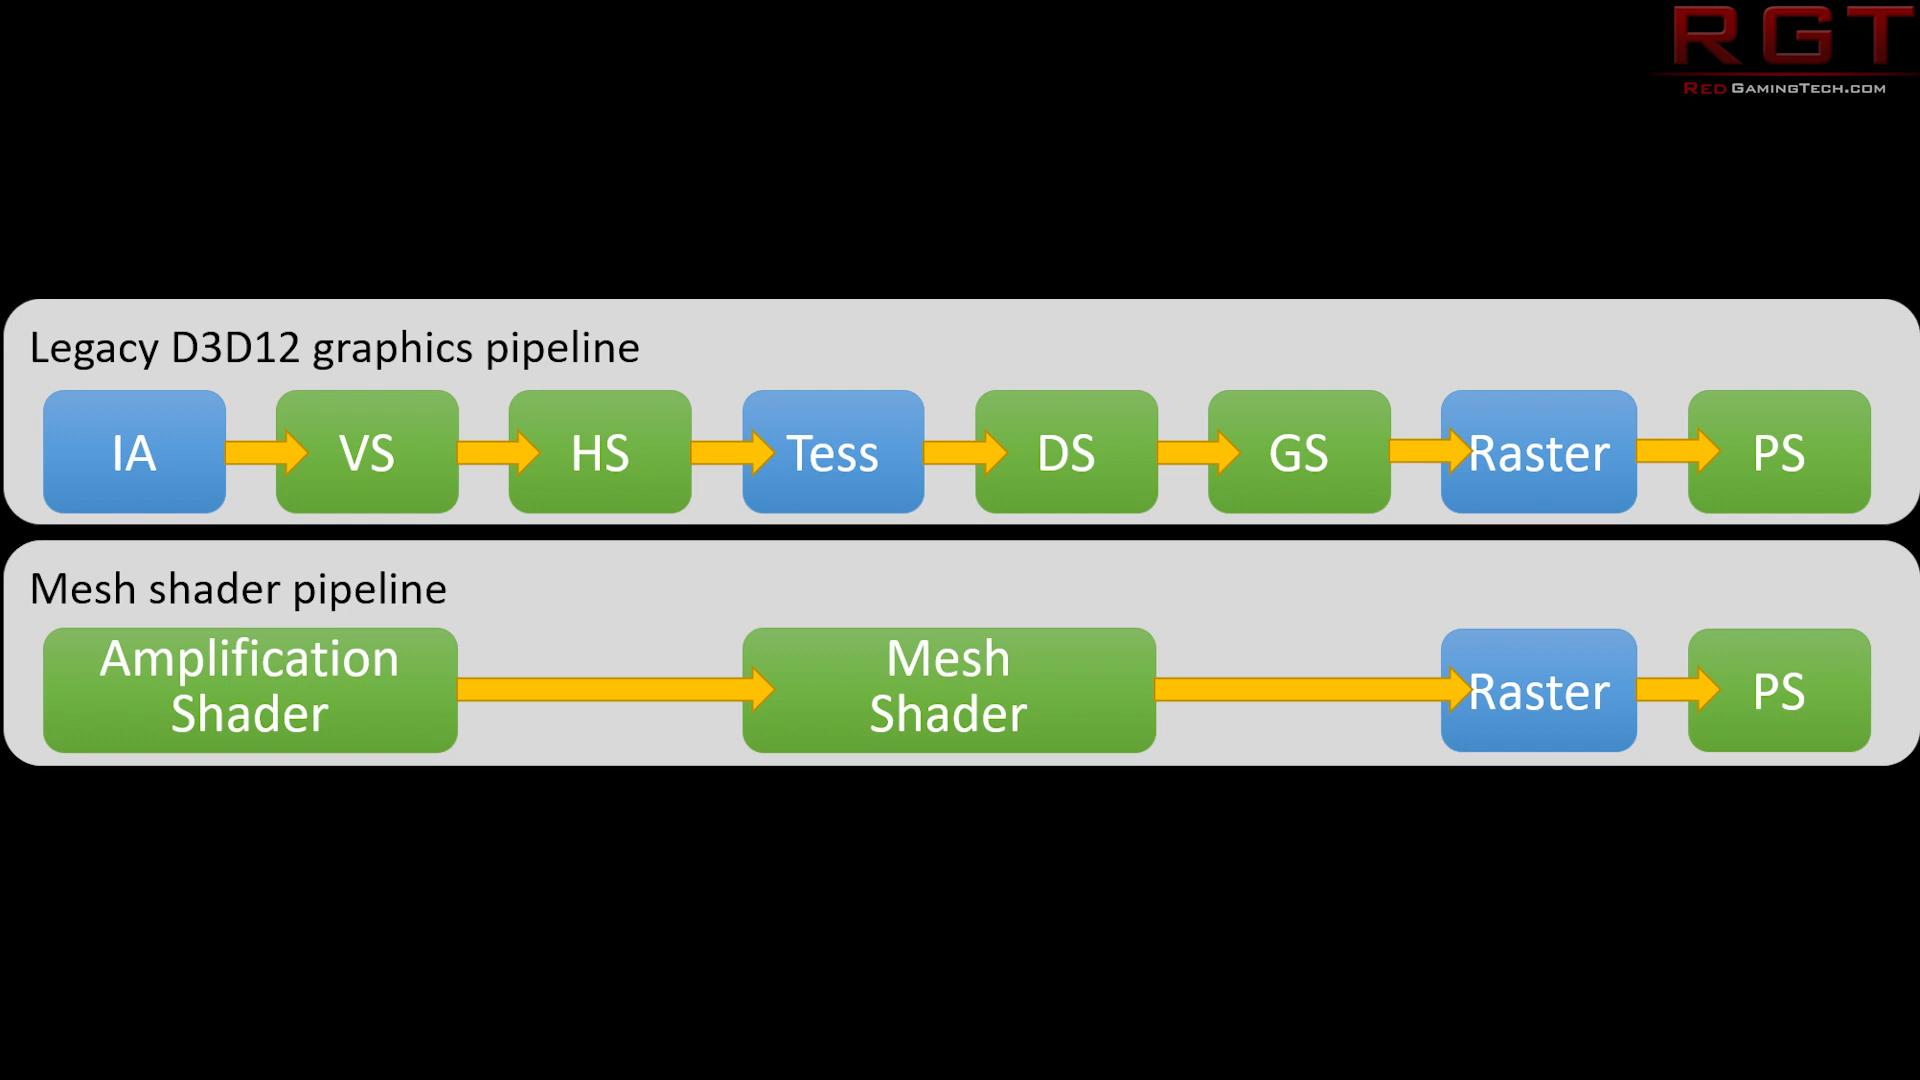 RGT
RED GAMINGTECH.COM
Legacy D3D12 graphics pipeline
IA
VS
HS
Tess
DS
GS
Raster
PS
Mesh shader pipeline
Amplification
Shader
Mesh
Shader
Raster
PS